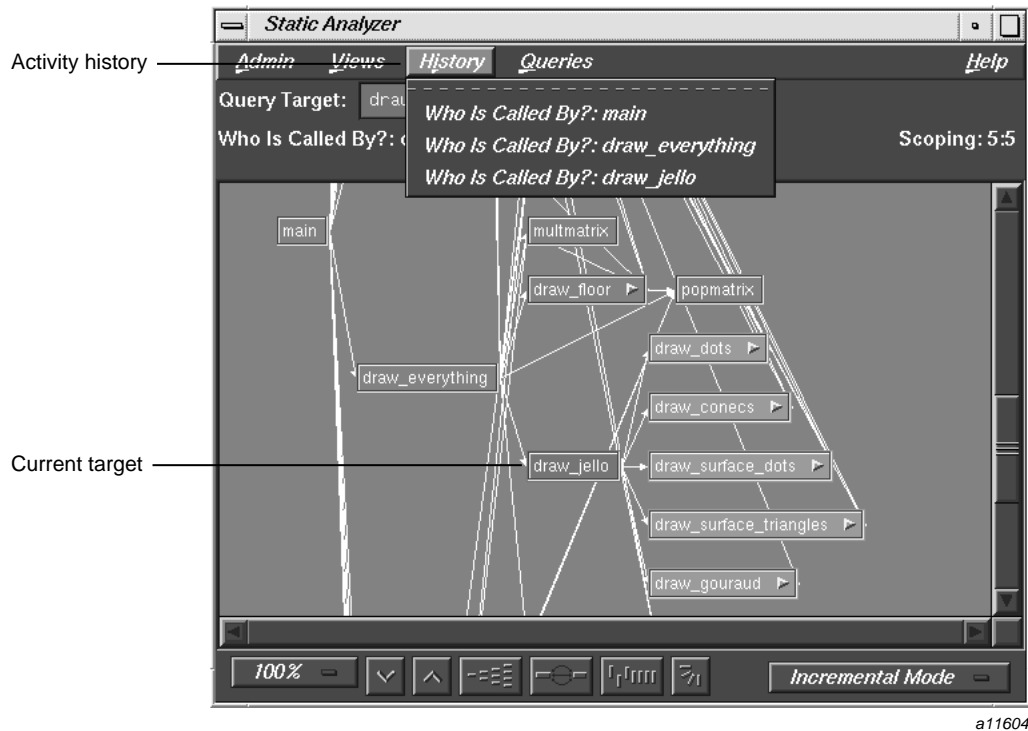 Static Analyzer
Activity history
Admin Views History Queries Help
Query Target: drau
Who Is Called By?: main
Who Is Called By?: Scoping: 5:5
Who Is Called By?: draw_everything
Who Is Called By?: draw_jello
main
multmatrix
draw_floor
popmatrix
draw_dots
draw_everything
draw_conecs
Current target
draw_jello
draw_surface_dots
draw_surface_triangles
draw_gouraud
100%
Incremental Mode
a11604